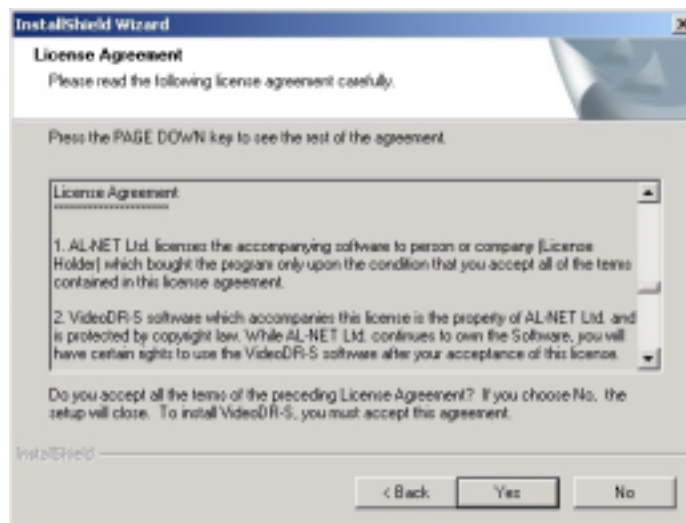 InstallShield Wizard
License Agreement
Please read the following license agreement carefully.
Press the PAGE DOWN key to see the rest of the agreement.
License Agreement
----------------------
1. AL-NET Ltd. licenses the accompanying software to person or company (License
Holder) which bought the program only upon the condition that you accept all of the terms
contained in this license agreement.
2. VideoDR-S software which accompanies this license is the property of AL-NET Ltd. and
is protected by copyright law. While AL-NET Ltd. continues to own the Software, you will
have certain rights to use the VideoDR-S software after your acceptance of this license.
Do you accept all the terms of the preceding License Agreement? If you choose No, the
setup will close. To install VideoDR-S, you must accept this agreement.
InstallShield
< Back
Yes
No